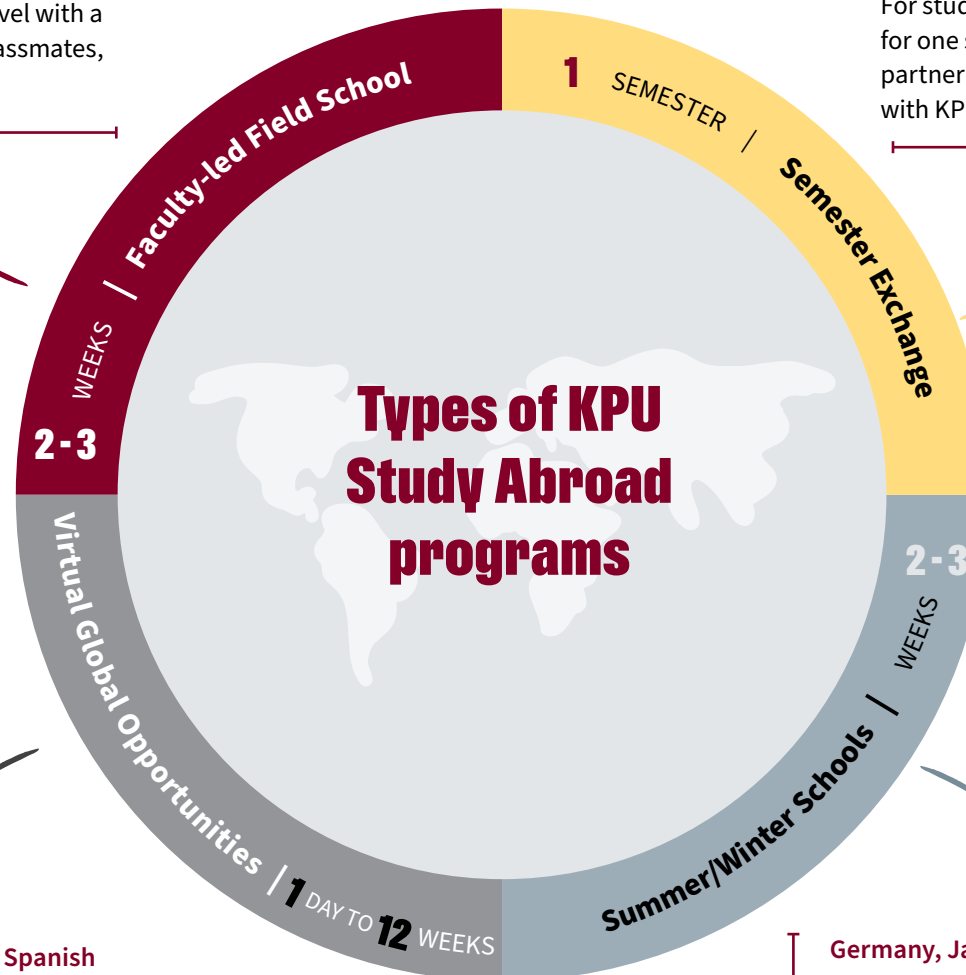 vel with a
assmates,
For stud
for one s
partner
with KP
2-3 WEEKS | Faculty-led Field School
1 SEMESTER | Semester Exchange
Types of KPU
Study Abroad
programs
Virtual Global Opportunities | 1 DAY TO 12 WEEKS
Summer/Winter Schools | 2-3 WEEKS
Spanish
Germany, Ja